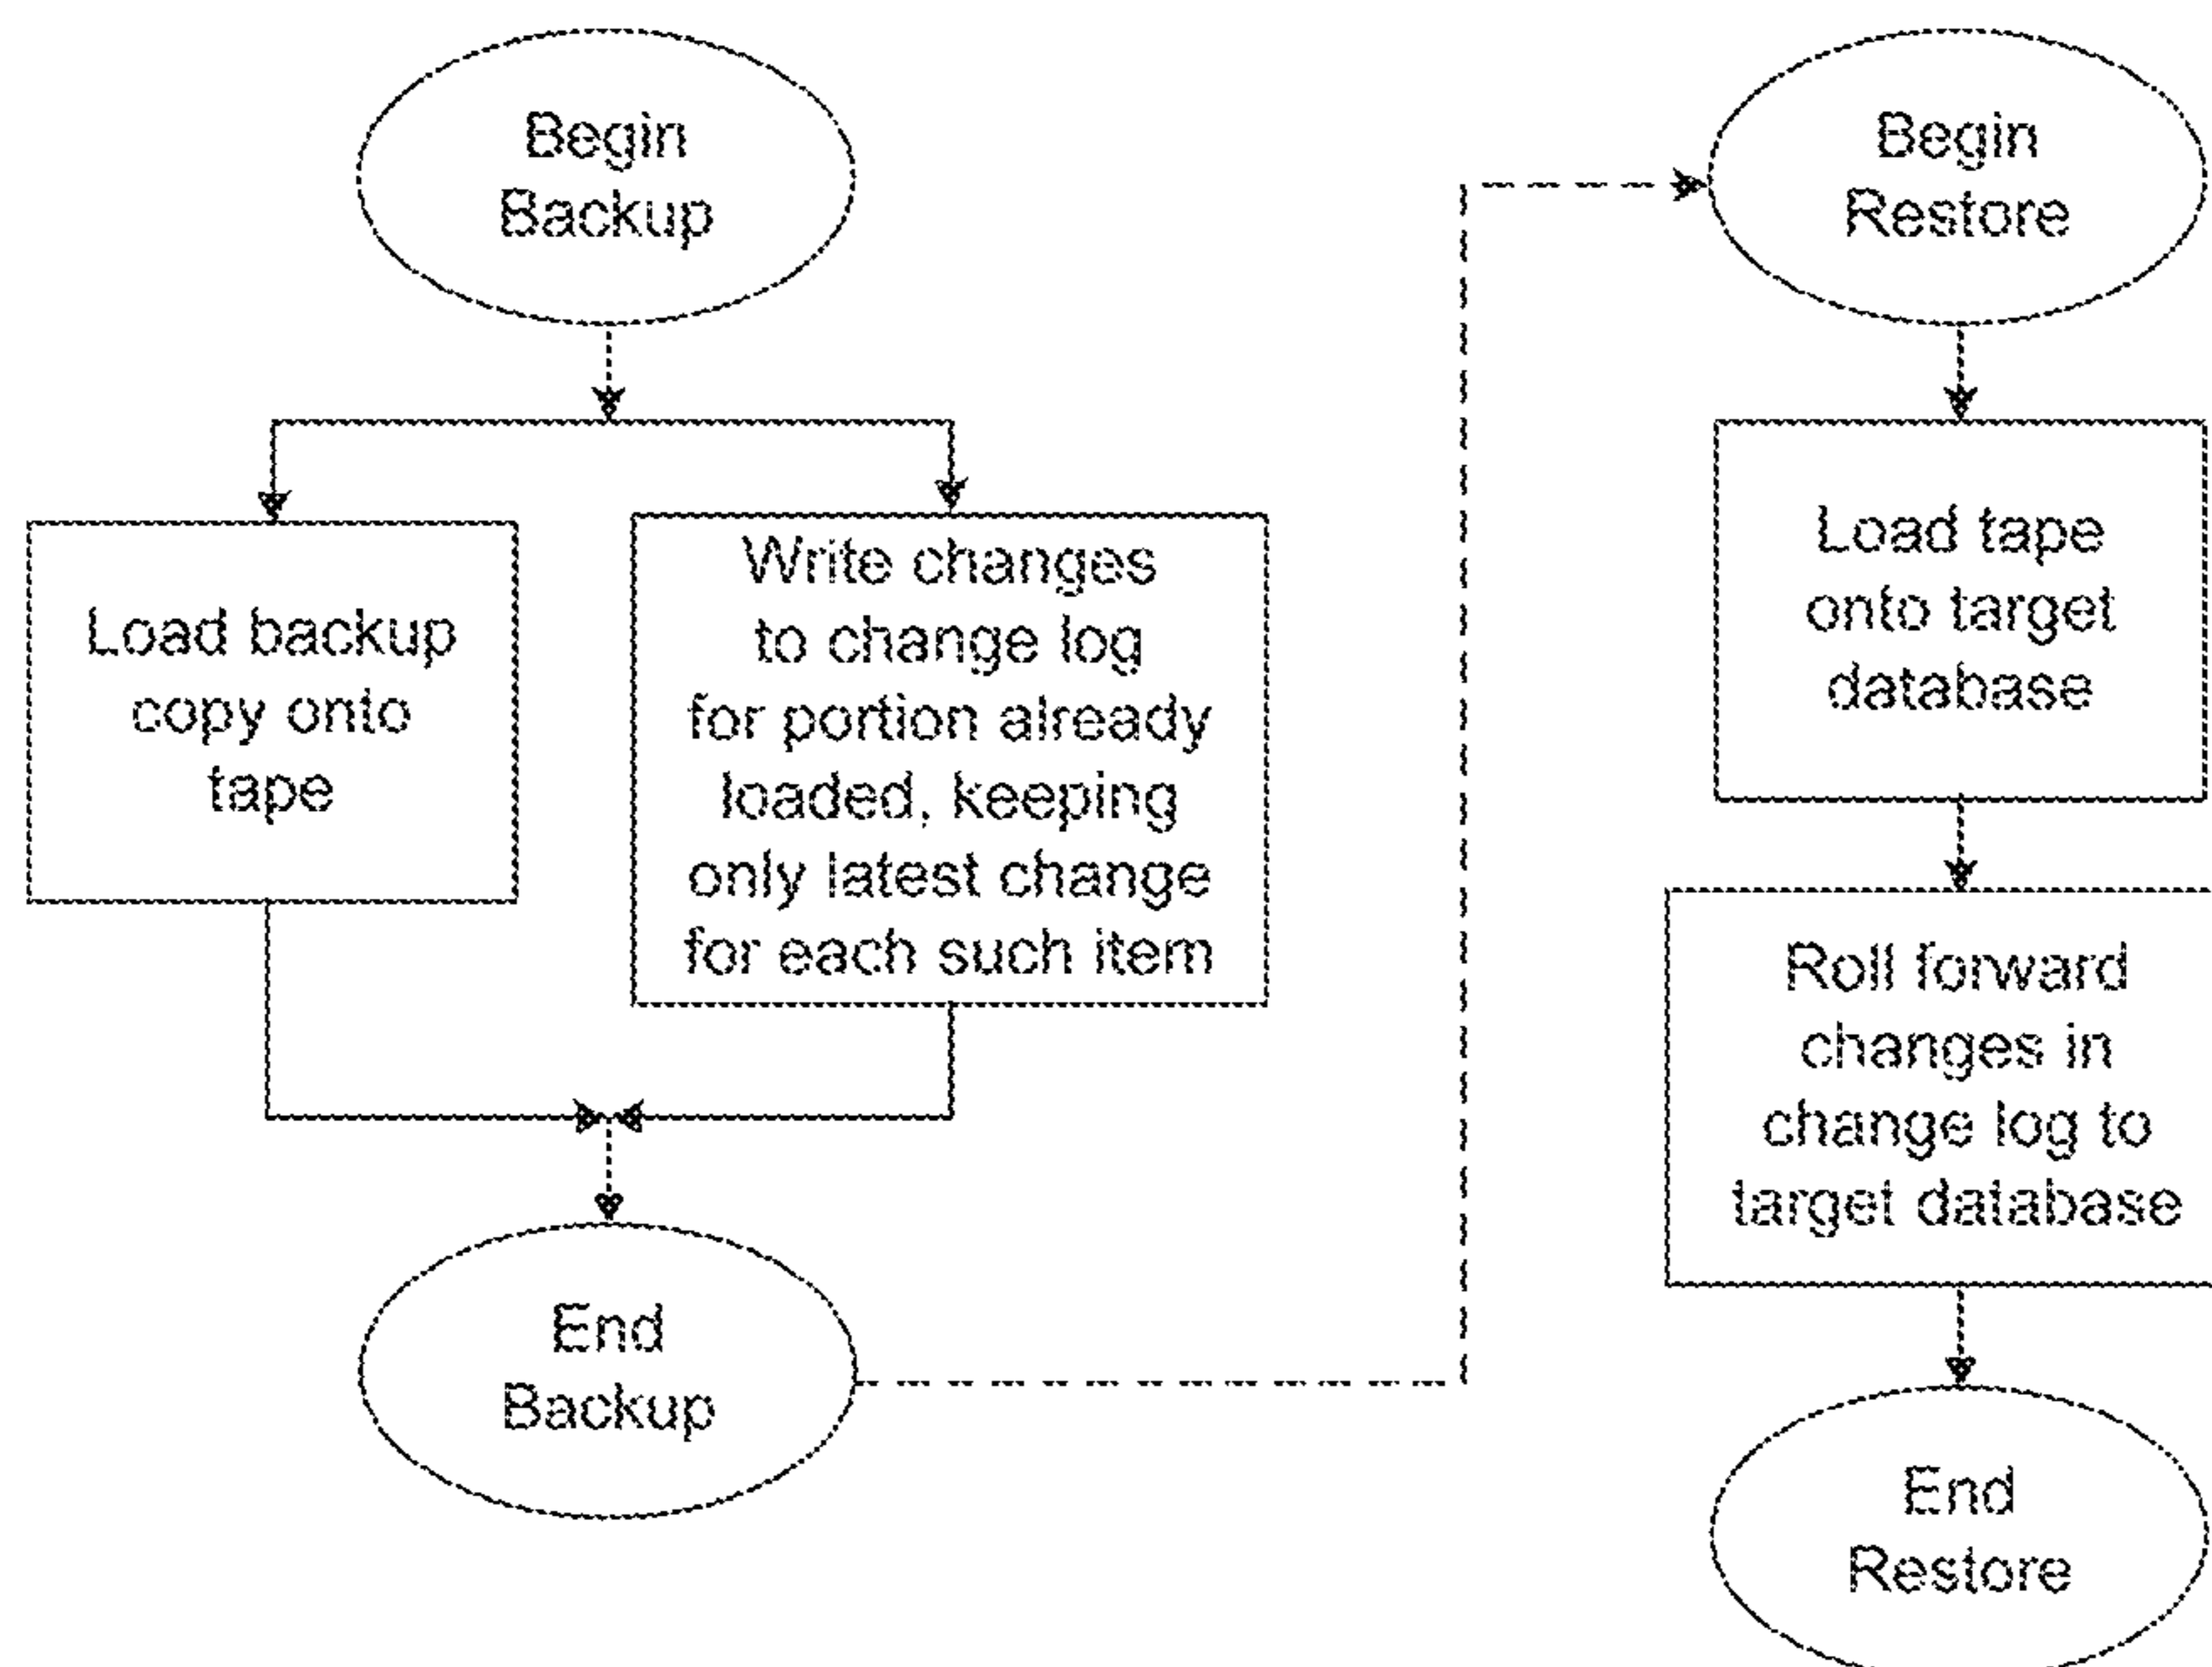 Begin
Backup
Load backup
copy onto
tape
Write changes
to change log
for portion already
loaded, keeping
only latest change
for each such item
End
Backup
Begin
Restore
Load tape
onto target
database
Roll forward
changes in
change log to
target database
End
Restore